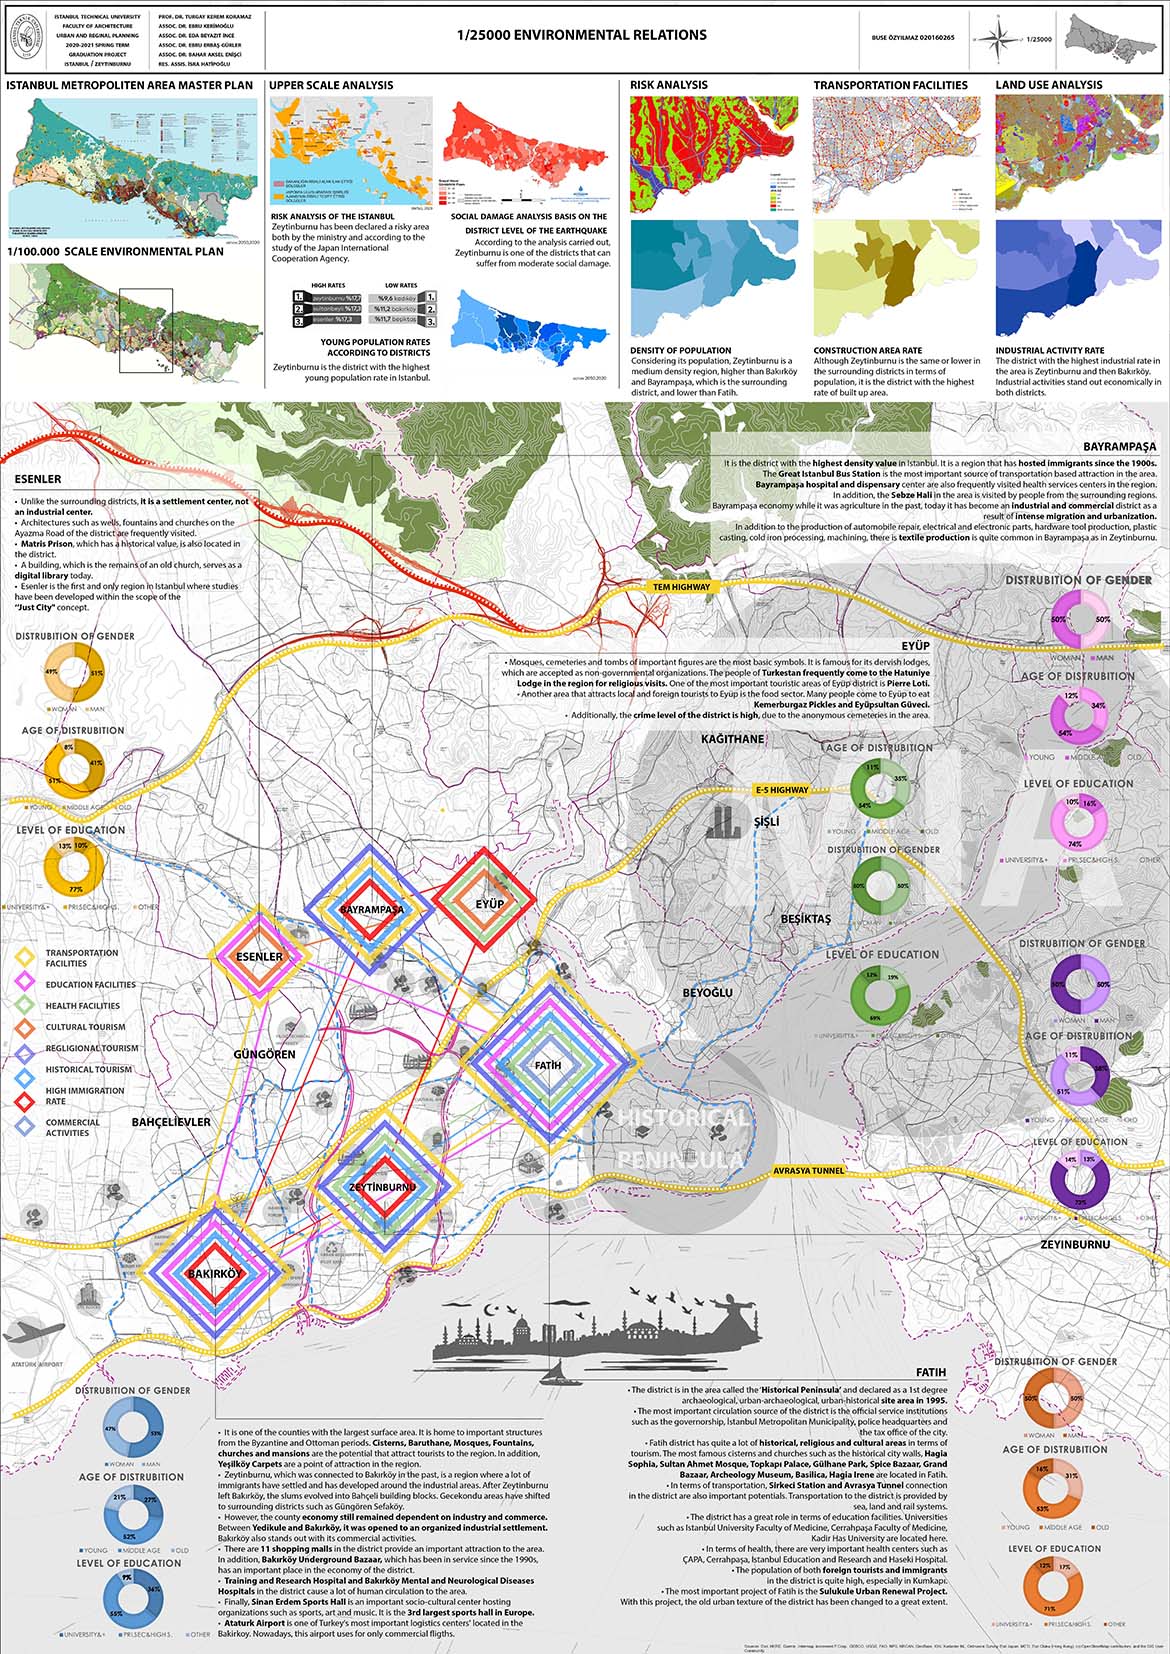 ISTANBUL TECHNICAL UNIVERSITY
FACULTY OF ARCHITECTURE
URBAN AND REGINAL PLANNING
2020-2021 SPRING TERM
GRADUATION PROJECT
ISTANBUL / ZEYTINBURNU
PROF. DR. TURGAY KEREM KORAMAZ
ASSOC. DR. EBRU KERİMOĞLU
ASSOC. DR. EDA BEYAZIT İNCE
ASSOC. DR. EBRU ERBAŞ GÜRLER
ASSOC. DR. BAHAR AKSEL ENİŞÇİ
RES. ASSIS. İSRA HATİPOĞLU
1/25000 ENVIRONMENTAL RELATIONS
BUSE ÖZYILMAZ 020160265
1/25000
ISTANBUL METROPOLITEN AREA MASTER PLAN
1/100.000 SCALE ENVIRONMENTAL PLAN
UPPER SCALE ANALYSIS
RISK ANALYSIS OF THE ISTANBUL
Zeytinburnu has been declared a risky area
both by the ministry and according to the
study of the Japan International
Cooperation Agency.
SOCIAL DAMAGE ANALYSIS BASIS ON THE
DISTRICT LEVEL OF THE EARTHQUAKE
According to the analysis carried out,
Zeytinburnu is one of the districts that can
suffer from moderate social damage.
HIGH RATES
LOW RATES
1. zeytinburnu %17,7
2. sultanbeyli %17,3
3. esenler %17,3
%9,6 kadıköy 1.
%11,2 bakırköy 2.
%11,7 beşiktaş 3.
YOUNG POPULATION RATES
ACCORDING TO DISTRICTS
Zeytinburnu is the district with the highest
young population rate in Istanbul.
RISK ANALYSIS
TRANSPORTATION FACILITIES
LAND USE ANALYSIS
DENSITY OF POPULATION
Considering its population, Zeytinburnu is a
medium density region, higher than Bakırköy
and Bayrampaşa, which is the surrounding
district, and lower than Fatih.
CONSTRUCTION AREA RATE
Although Zeytinburnu is the same or lower in
the surrounding districts in terms of
population, it is the district with the highest
rate of built up area.
INDUSTRIAL ACTIVITY RATE
The district with the highest industrial rate in
the area is Zeytinburnu and then Bakırköy.
Industrial activities stand out economically in
both districts.
ESENLER
• Unlike the surrounding districts, it is a settlement center, not
an industrial center.
• Architectures such as wells, fountains and churches on the
Ayazma Road of the district are frequently visited.
• Matris Prison, which has a historical value, is also located in
the district.
• A building, which is the remains of an old church, serves as a
digital library today.
• Esenler is the first and only region in Istanbul where studies
have been developed within the scope of the
"Just City" concept.
BAYRAMPAŞA
It is the district with the highest density value in Istanbul. It is a region that has hosted immigrants since the 1900s.
The Great Istanbul Bus Station is the most important source of transportation based attraction in the area.
Bayrampaşa hospital and dispensary center are also frequently visited health services centers in the region.
In addition, the Sebze Hali in the area is visited by people from the surrounding regions.
Bayrampaşa economy while it was agriculture in the past, today it has become an industrial and commercial district as a
result of intense migration and urbanization.
In addition to the production of automobile repair, electrical and electronic parts, hardware tool production, plastic
casting, cold iron processing, machining, there is textile production is quite common in Bayrampaşa as in Zeytinburnu.
TEM HIGHWAY
EYÜP
• Mosques, cemeteries and tombs of important figures are the most basic symbols. It is famous for its dervish lodges,
which are accepted as non-governmental organizations. The people of Turkestan frequently come to the Hatuniye
Lodge in the region for religious visits. One of the most important touristic areas of Eyüp district is Pierre Loti.
• Another area that attracts local and foreign tourists to Eyüp is the food sector. Many people come to Eyüp to eat
Kemerburgaz Pickles and Eyüpsultan Güveci.
• Additionally, the crime level of the district is high, due to the anonymous cemeteries in the area.
DISTRUBITION OF GENDER
49% 51%
WOMAN MAN
AGE OF DISTRUBITION
8% 41% 51%
YOUNG MIDDLE AGE OLD
LEVEL OF EDUCATION
13% 10% 77%
UNIVERSITY&+ PRI.SEC&HIGH S. OTHER
DISTRUBITION OF GENDER
50% 50%
WOMAN MAN
AGE OF DISTRUBITION
12% 34% 54%
YOUNG MIDDLE AGE OLD
LEVEL OF EDUCATION
10% 16% 74%
UNIVERSITY&+ PRI.SEC&HIGH S. OTHER
KAĞITHANE
AGE OF DISTRUBITION
11% 35% 54%
YOUNG MIDDLE AGE OLD
E-5 HIGHWAY
ŞİŞLİ
DISTRUBITION OF GENDER
50% 50%
WOMAN MAN
BEŞİKTAŞ
LEVEL OF EDUCATION
12% 19% 69%
BEYOĞLU
BAYRAMPAŞA
EYÜP
ESENLER
FATİH
GÜNGÖREN
BAHÇELİEVLER
ZEYTİNBURNU
BAKIRKÖY
TRANSPORTATION
FACILITIES
EDUCATION FACILITIES
HEALTH FACILITIES
CULTURAL TOURISM
REGLIGIONAL TOURISM
HISTORICAL TOURISM
HIGH IMMIGRATION
RATE
COMMERCIAL
ACTIVITIES
HISTORICAL
PENINSULA
AVRASYA TUNNEL
DISTRUBITION OF GENDER
50% 50%
WOMAN MAN
AGE OF DISTRUBITION
11% 38% 51%
YOUNG MIDDLE AGE OLD
LEVEL OF EDUCATION
14% 13% 73%
ZEYINBURNU
ATATÜRK AIRPORT
DISTRUBITION OF GENDER
47% 53%
WOMAN MAN
AGE OF DISTRUBITION
21% 27% 52%
YOUNG MIDDLE AGE OLD
LEVEL OF EDUCATION
9% 36% 55%
UNIVERSITY&+ PRI.SEC&HIGH S. OTHER
• It is one of the counties with the largest surface area. It is home to important structures
from the Byzantine and Ottoman periods. Cisterns, Baruthane, Mosques, Fountains,
churches and mansions are the potential that attract tourists to the region. In addition,
Yeşilköy Carpets are a point of attraction in the region.
• Zeytinburnu, which was connected to Bakırköy in the past, is a region where a lot of
immigrants have settled and has developed around the industrial areas. After Zeytinburnu
left Bakırköy, the slums evolved into Bahçeli building blocks. Gecekondu areas have shifted
to surrounding districts such as Güngören Sefaköy.
• However, the county economy still remained dependent on industry and commerce.
Between Yedikule and Bakırköy, it was opened to an organized industrial settlement.
Bakırköy also stands out with its commercial activities.
• There are 11 shopping malls in the district provide an important attraction to the area.
In addition, Bakırköy Underground Bazaar, which has been in service since the 1990s,
has an important place in the economy of the district.
• Training and Research Hospital and Bakırköy Mental and Neurological Diseases
Hospitals in the district cause a lot of human circulation to the area.
• Finally, Sinan Erdem Sports Hall is an important socio-cultural center hosting
organizations such as sports, art and music. It is the 3rd largest sports hall in Europe.
• Ataturk Airport is one of Turkey's most important logistics centers' located in the
Bakirkoy. Nowadays, this airport uses for only commercial fligths.
FATIH
• The district is in the area called the 'Historical Peninsula' and declared as a 1st degree
archaeological, urban-archaeological, urban-historical site area in 1995.
• The most important circulation source of the district is the official service institutions
such as the governorship, Istanbul Metropolitan Municipality, police headquarters and
the tax office of the city.
• Fatih district has quite a lot of historical, religious and cultural areas in terms of
tourism. The most famous cisterns and churches such as the historical city walls, Hagia
Sophia, Sultan Ahmet Mosque, Topkapı Palace, Gülhane Park, Spice Bazaar, Grand
Bazaar, Archeology Museum, Basilica, Hagia Irene are located in Fatih.
• In terms of transportation, Sirkeci Station and Avrasya Tunnel connection
in the district are also important potentials. Transportation to the district is provided by
sea, land and rail systems.
• The district has a great role in terms of education facilities. Universities
such as Istanbul University Faculty of Medicine, Cerrahpaşa Faculty of Medicine,
Kadir Has University are located here.
• In terms of health, there are very important health centers such as
ÇAPA, Cerrahpaşa, Istanbul Education and Research and Haseki Hospital.
• The population of both foreign tourists and immigrants
in the district is quite high, especially in Kumkapi.
• The most important project of Fatih is the Sulukule Urban Renewal Project.
With this project, the old urban texture of the district has been changed to a great extent.
DISTRUBITION OF GENDER
50% 50%
WOMAN MAN
AGE OF DISTRUBITION
16% 31% 53%
YOUNG MIDDLE AGE OLD
LEVEL OF EDUCATION
12% 17% 71%
UNIVERSITY&+ PRI.SEC&HIGH S. OTHER